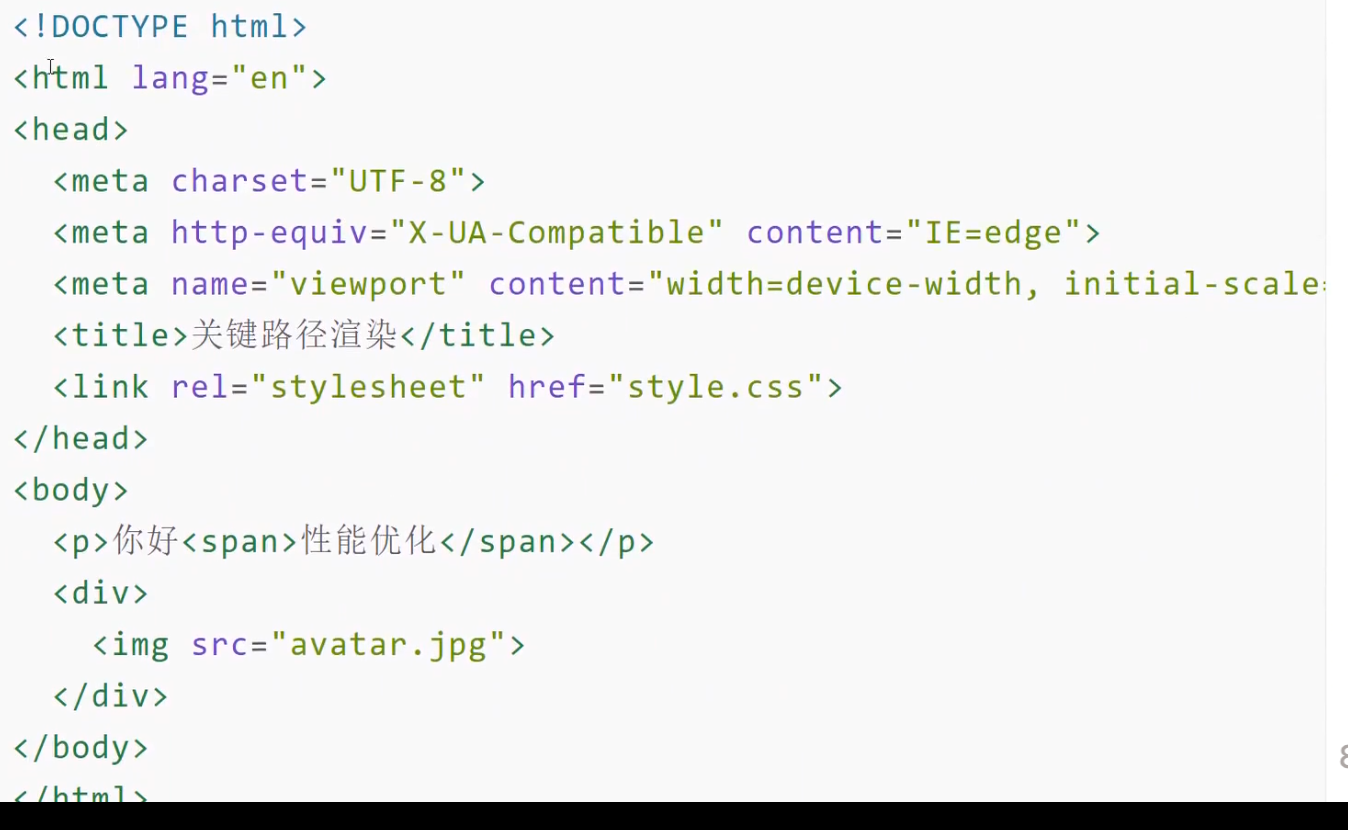 <!DOCTYPE html>
<html lang="en">
<head>
  <meta charset="UTF-8">
  <meta http-equiv="X-UA-Compatible" content="IE=edge">
  <meta name="viewport" content="width=device-width, initial-scale=
  <title>关键路径渲染</title>
  <link rel="stylesheet" href="style.css">
</head>
<body>
  <p>你好<span>性能优化</span></p>
  <div>
    <img src="avatar.jpg">
  </div>
</body>
</html>